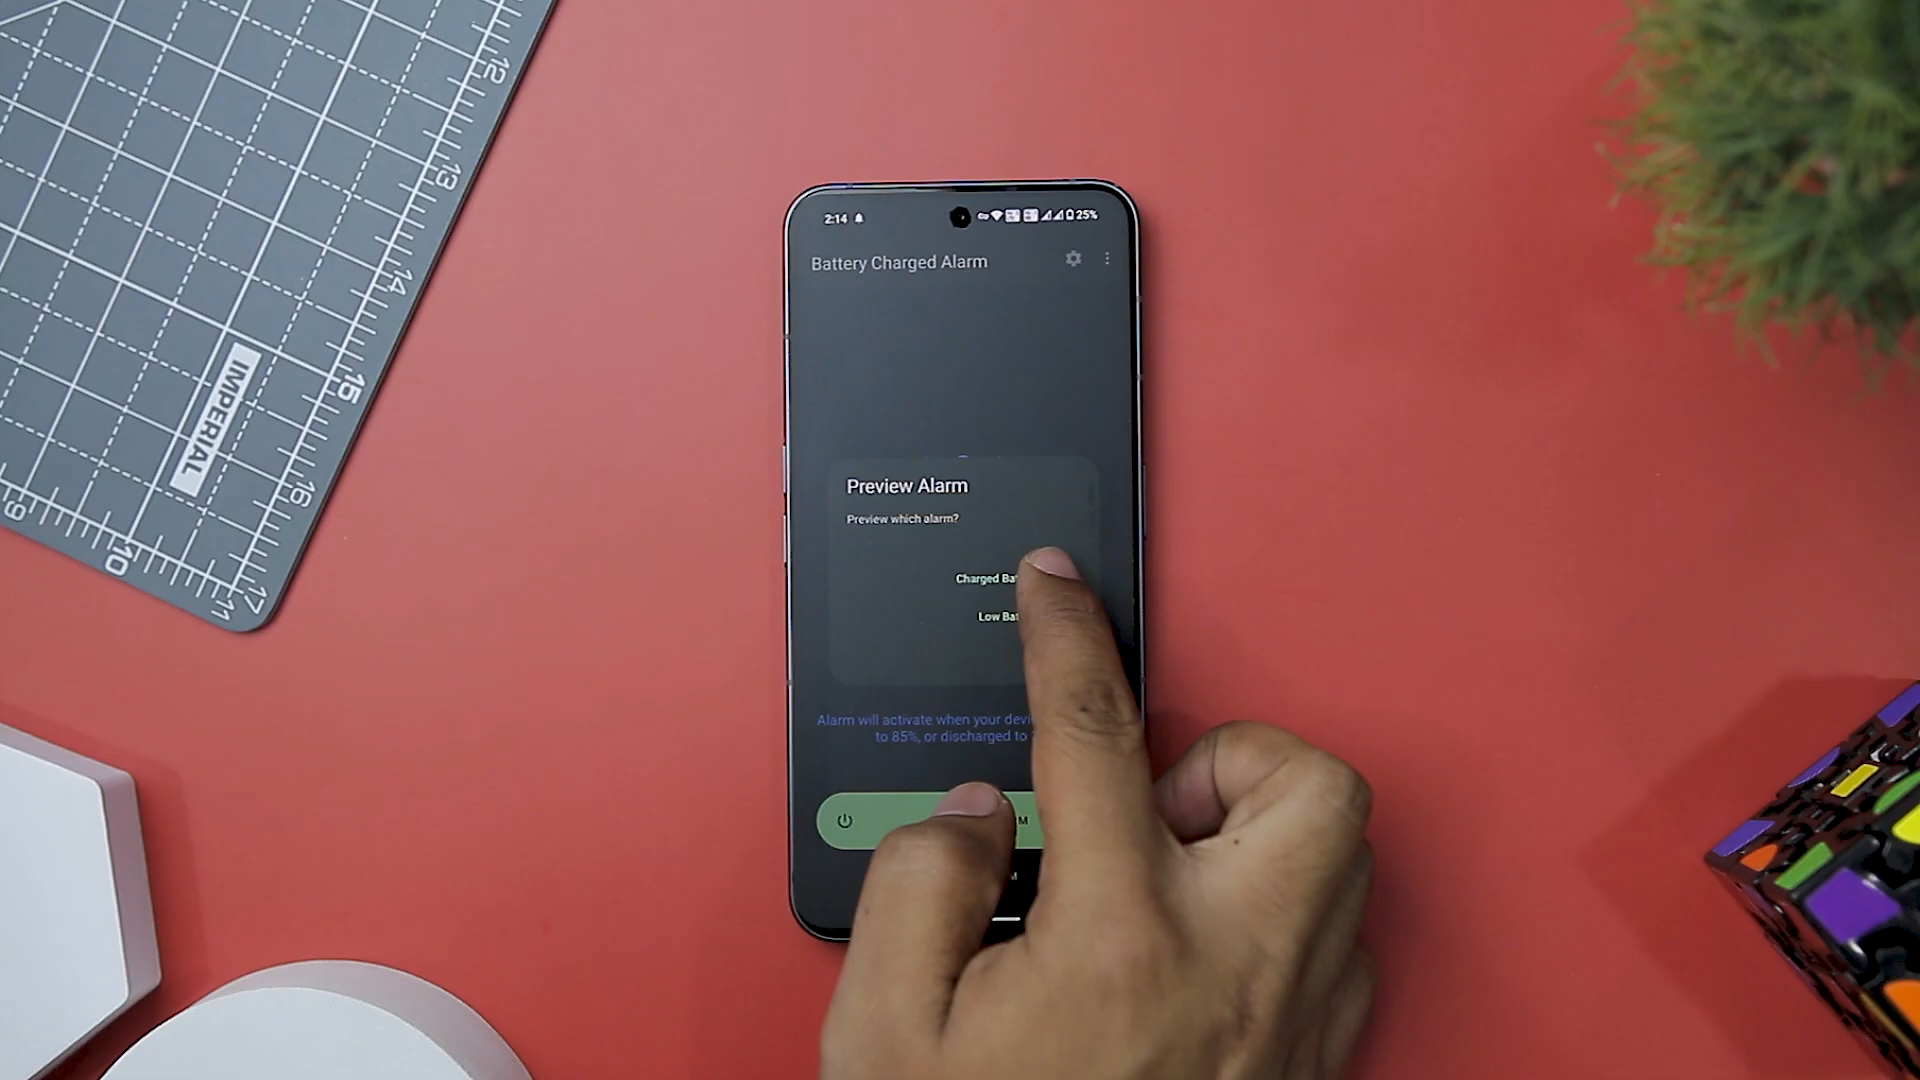 12
13
14
15
16
17
11
10
9
IMPERIAL
2:14
25%
Battery Charged Alarm
Preview Alarm
Preview which alarm?
Charged Bat
Low Bat
Alarm will activate when your devi
to 85%, or discharged to